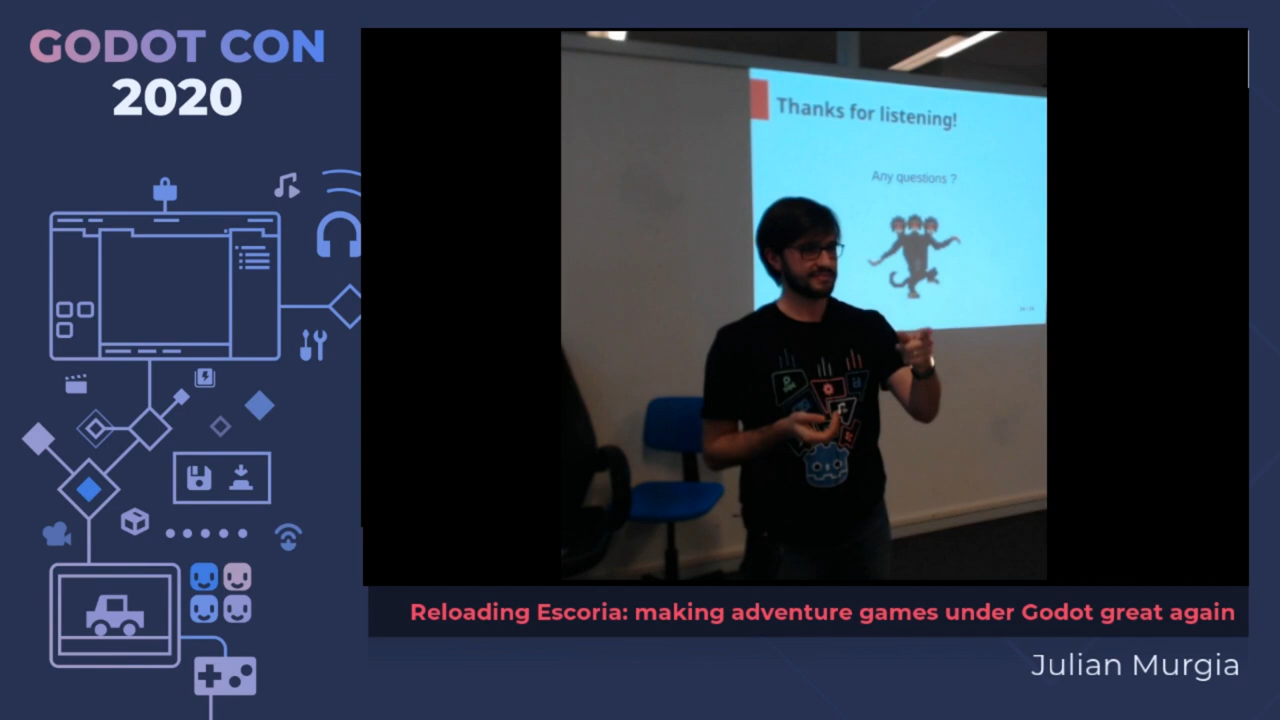 GODOT CON
2020
Thanks for listening!
Any questions ?
Reloading Escoria: making adventure games under Godot great again
Julian Murgia